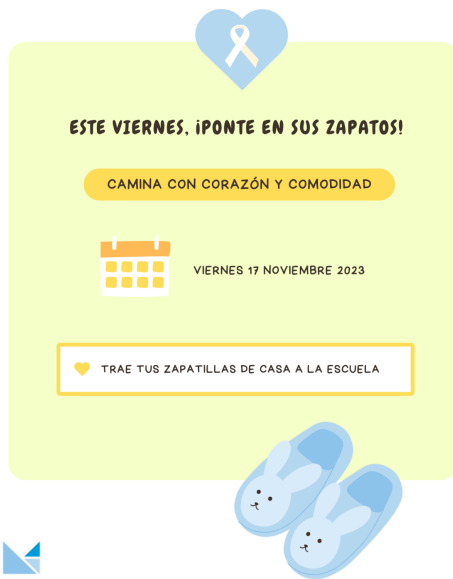 ESTE VIERNES, ¡PONTE EN SUS ZAPATOS!
CAMINA CON CORAZÓN Y COMODIDAD
VIERNES 17 NOVIEMBRE 2023
TRAE TUS ZAPATILLAS DE CASA A LA ESCUELA